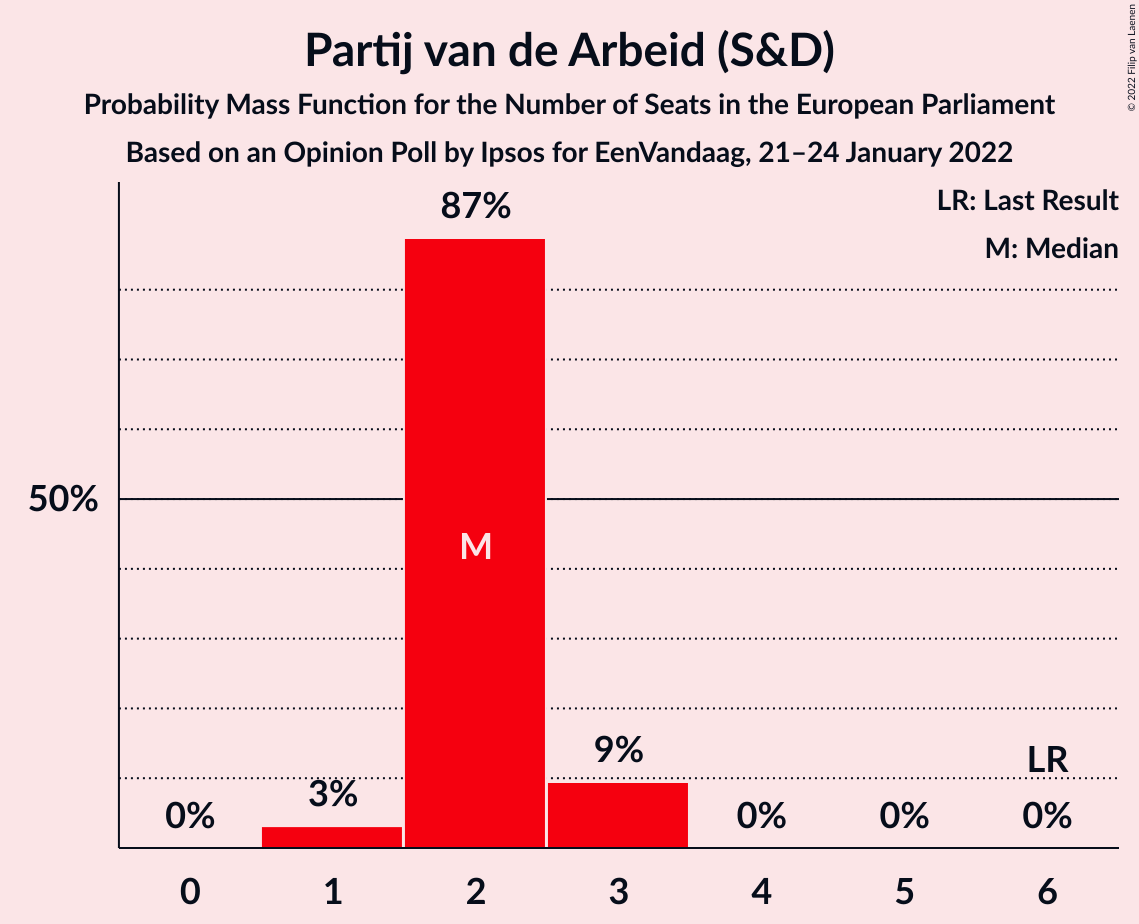 Partij van de Arbeid (S&D)
Probability Mass Function for the Number of Seats in the European Parliament
Based on an Opinion Poll by Ipsos for EenVandaag, 21–24 January 2022
© 2022 Filip van Laenen
LR: Last Result
M: Median
87%
50%
M
9%
LR
3%
0%
0%
0%
0%
0 1 2 3 4 5 6